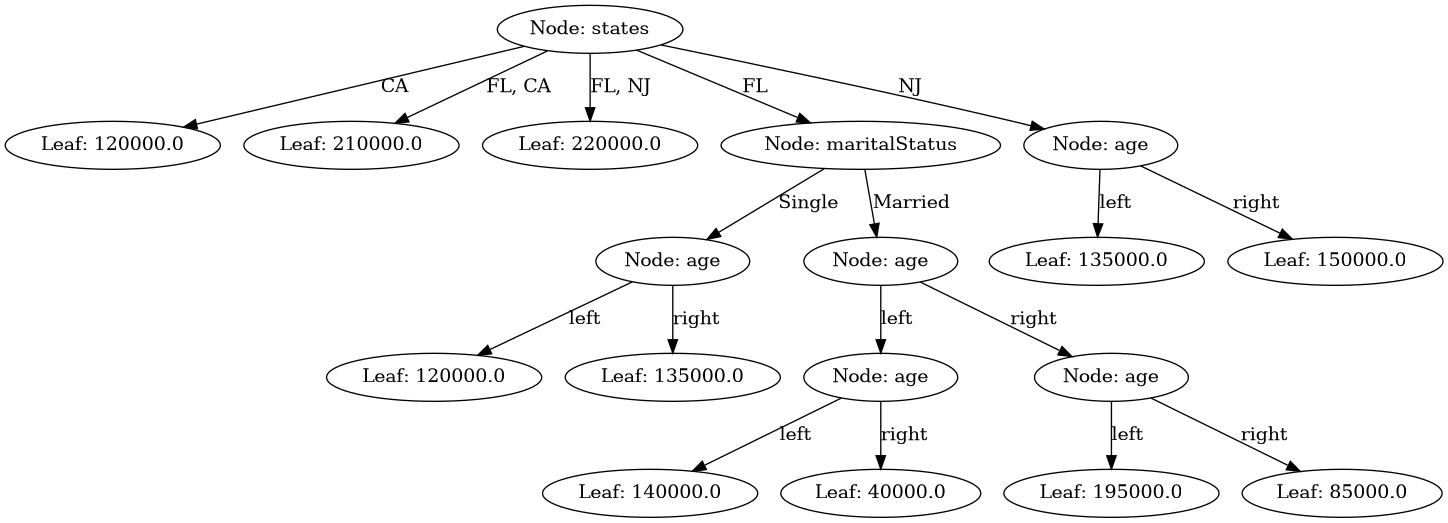 Node: states
CA
FL, CA
FL, NJ
FL
NJ
Leaf: 120000.0
Leaf: 210000.0
Leaf: 220000.0
Node: maritalStatus
Node: age
Single
Married
left
right
Node: age
Node: age
Leaf: 135000.0
Leaf: 150000.0
left
right
left
right
Leaf: 120000.0
Leaf: 135000.0
Node: age
Node: age
left
right
left
right
Leaf: 140000.0
Leaf: 40000.0
Leaf: 195000.0
Leaf: 85000.0